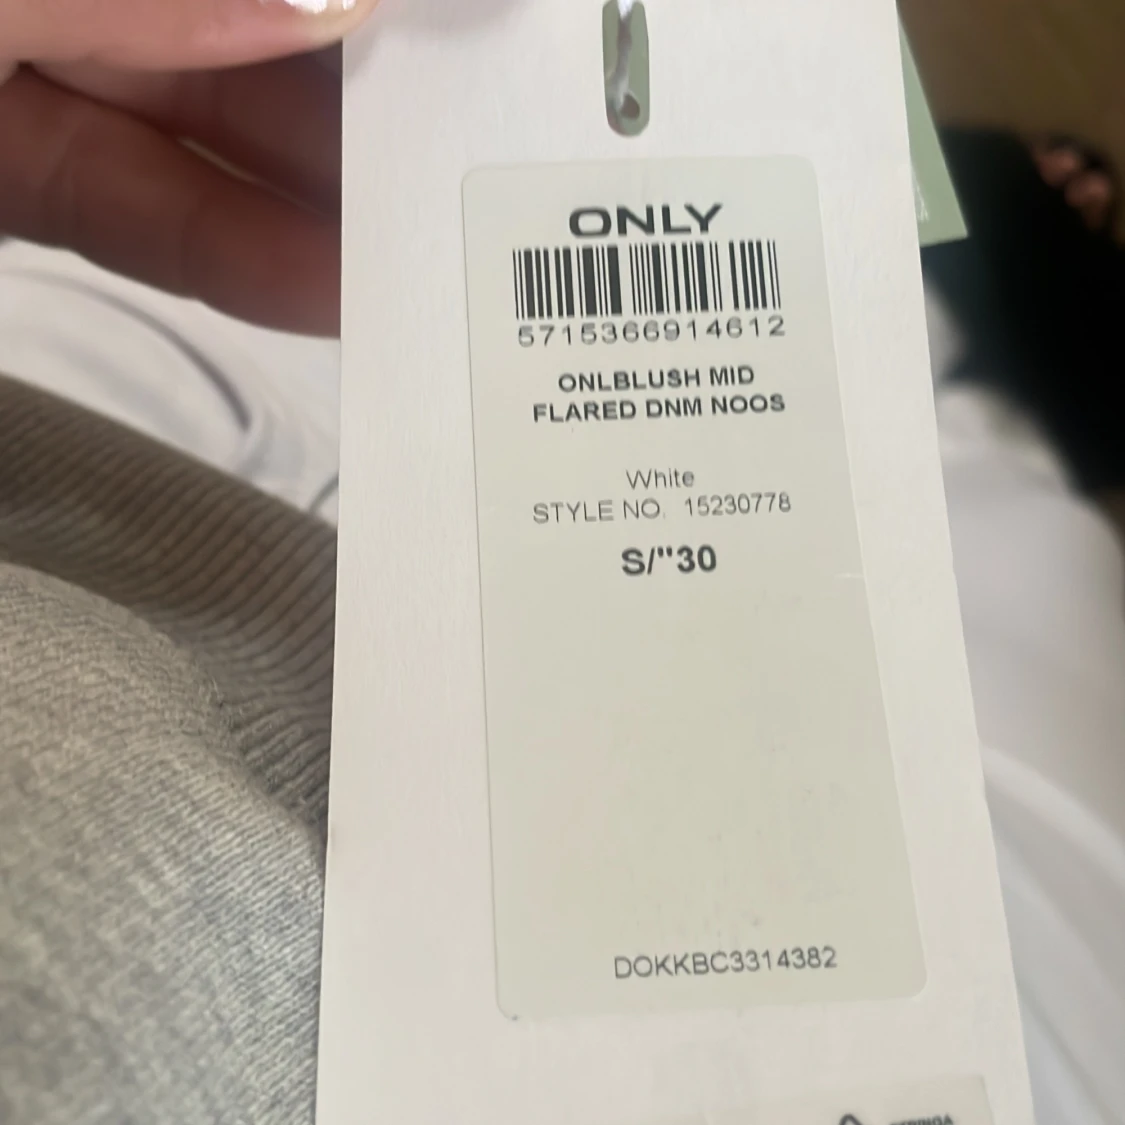 ONLY
5715366914612
ONLBLUSH MID
FLARED DNM NOOS
White
STYLE NO. 15230778
S/"30
DOKKBC3314382